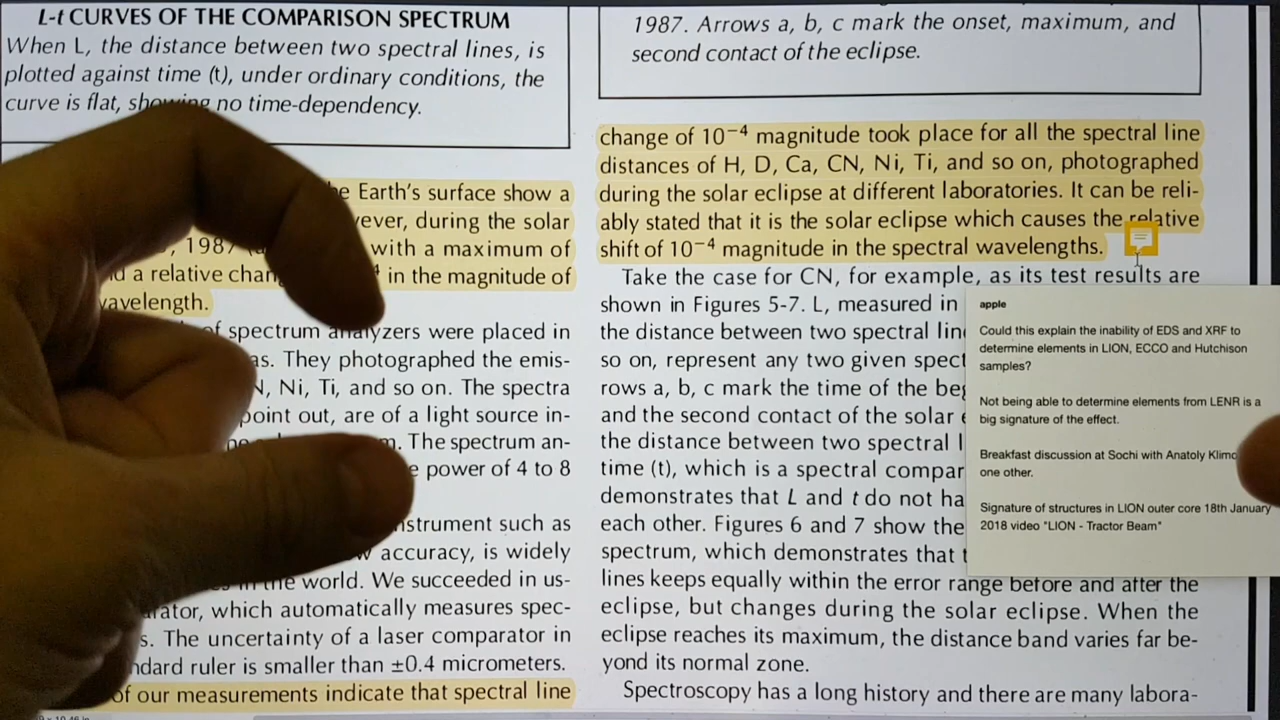 L-t CURVES OF THE COMPARISON SPECTRUM
When L, the distance between two spectral lines, is
plotted against time (t), under ordinary conditions, the
curve is flat, showing no time-dependency.
Earth's surface show a
during the solar
1987 with a maximum of
a relative in the magnitude of
wavelength.
of spectrum analyzers were placed in
They photographed the emis-
Ni, Ti, and so on. The spectra
point out, are of a light source in-
The spectrum an-
power of 4 to 8
instrument such as
accuracy, is widely
in the world. We succeeded in us-
which automatically measures spec-
The uncertainty of a laser comparator in
ruler is smaller than ±0.4 micrometers.
of our measurements indicate that spectral line
1987. Arrows a, b, c mark the onset, maximum, and
second contact of the eclipse.
change of 10−4 magnitude took place for all the spectral line
distances of H, D, Ca, CN, Ni, Ti, and so on, photographed
during the solar eclipse at different laboratories. It can be reli-
ably stated that it is the solar eclipse which causes the relative
shift of 10−4 magnitude in the spectral wavelengths.
Take the case for CN, for example, as its test results are
shown in Figures 5-7. L, measured in
the distance between two spectral
so on, represent any two given
rows a, b, c mark the time of the
and the second contact of the solar
the distance between two spectral
time (t), which is a spectral
demonstrates that L and t do not
each other. Figures 6 and 7 show the
spectrum, which demonstrates that
lines keeps equally within the error range before and after the
eclipse, but changes during the solar eclipse. When the
eclipse reaches its maximum, the distance band varies far be-
yond its normal zone.
Spectroscopy has a long history and there are many labora-
apple
Could this explain the inability of EDS and XRF to
determine elements in LION, ECCO and Hutchison
samples?
Not being able to determine elements from LENR is a
big signature of the effect.
Breakfast discussion at Sochi with Anatoly
one other.
Signature of structures in LION outer core 18th January
2018 video "LION - Tractor Beam"